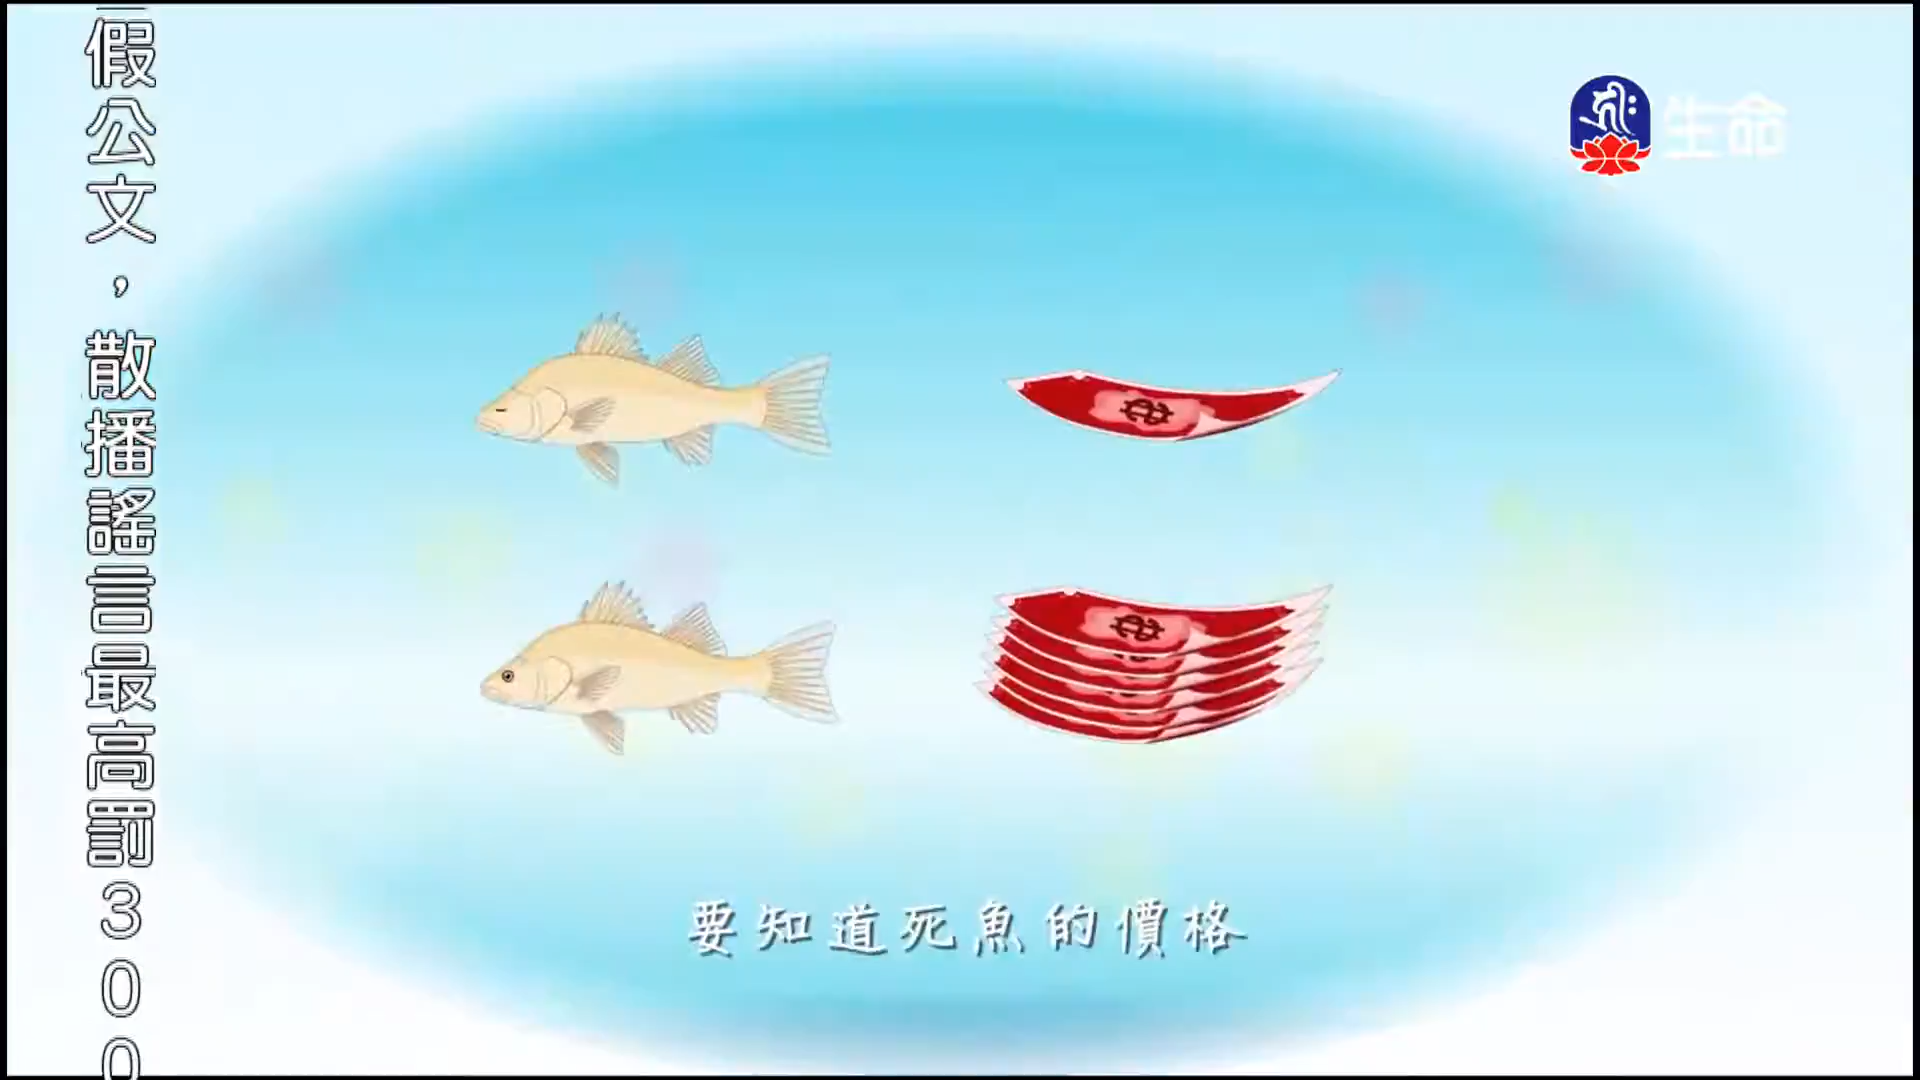 假公文，散播謠言最高罰300
生命
要知道死魚的價格